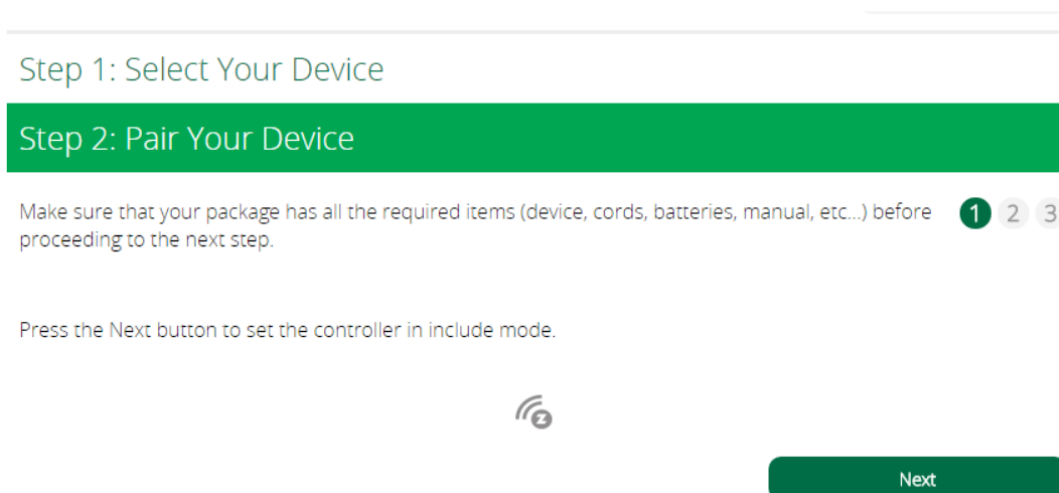 Step 1: Select Your Device
Step 2: Pair Your Device
Make sure that your package has all the required items (device, cords, batteries, manual, etc...) before
proceeding to the next step.
1 2 3
Press the Next button to set the controller in include mode.
Z
Next